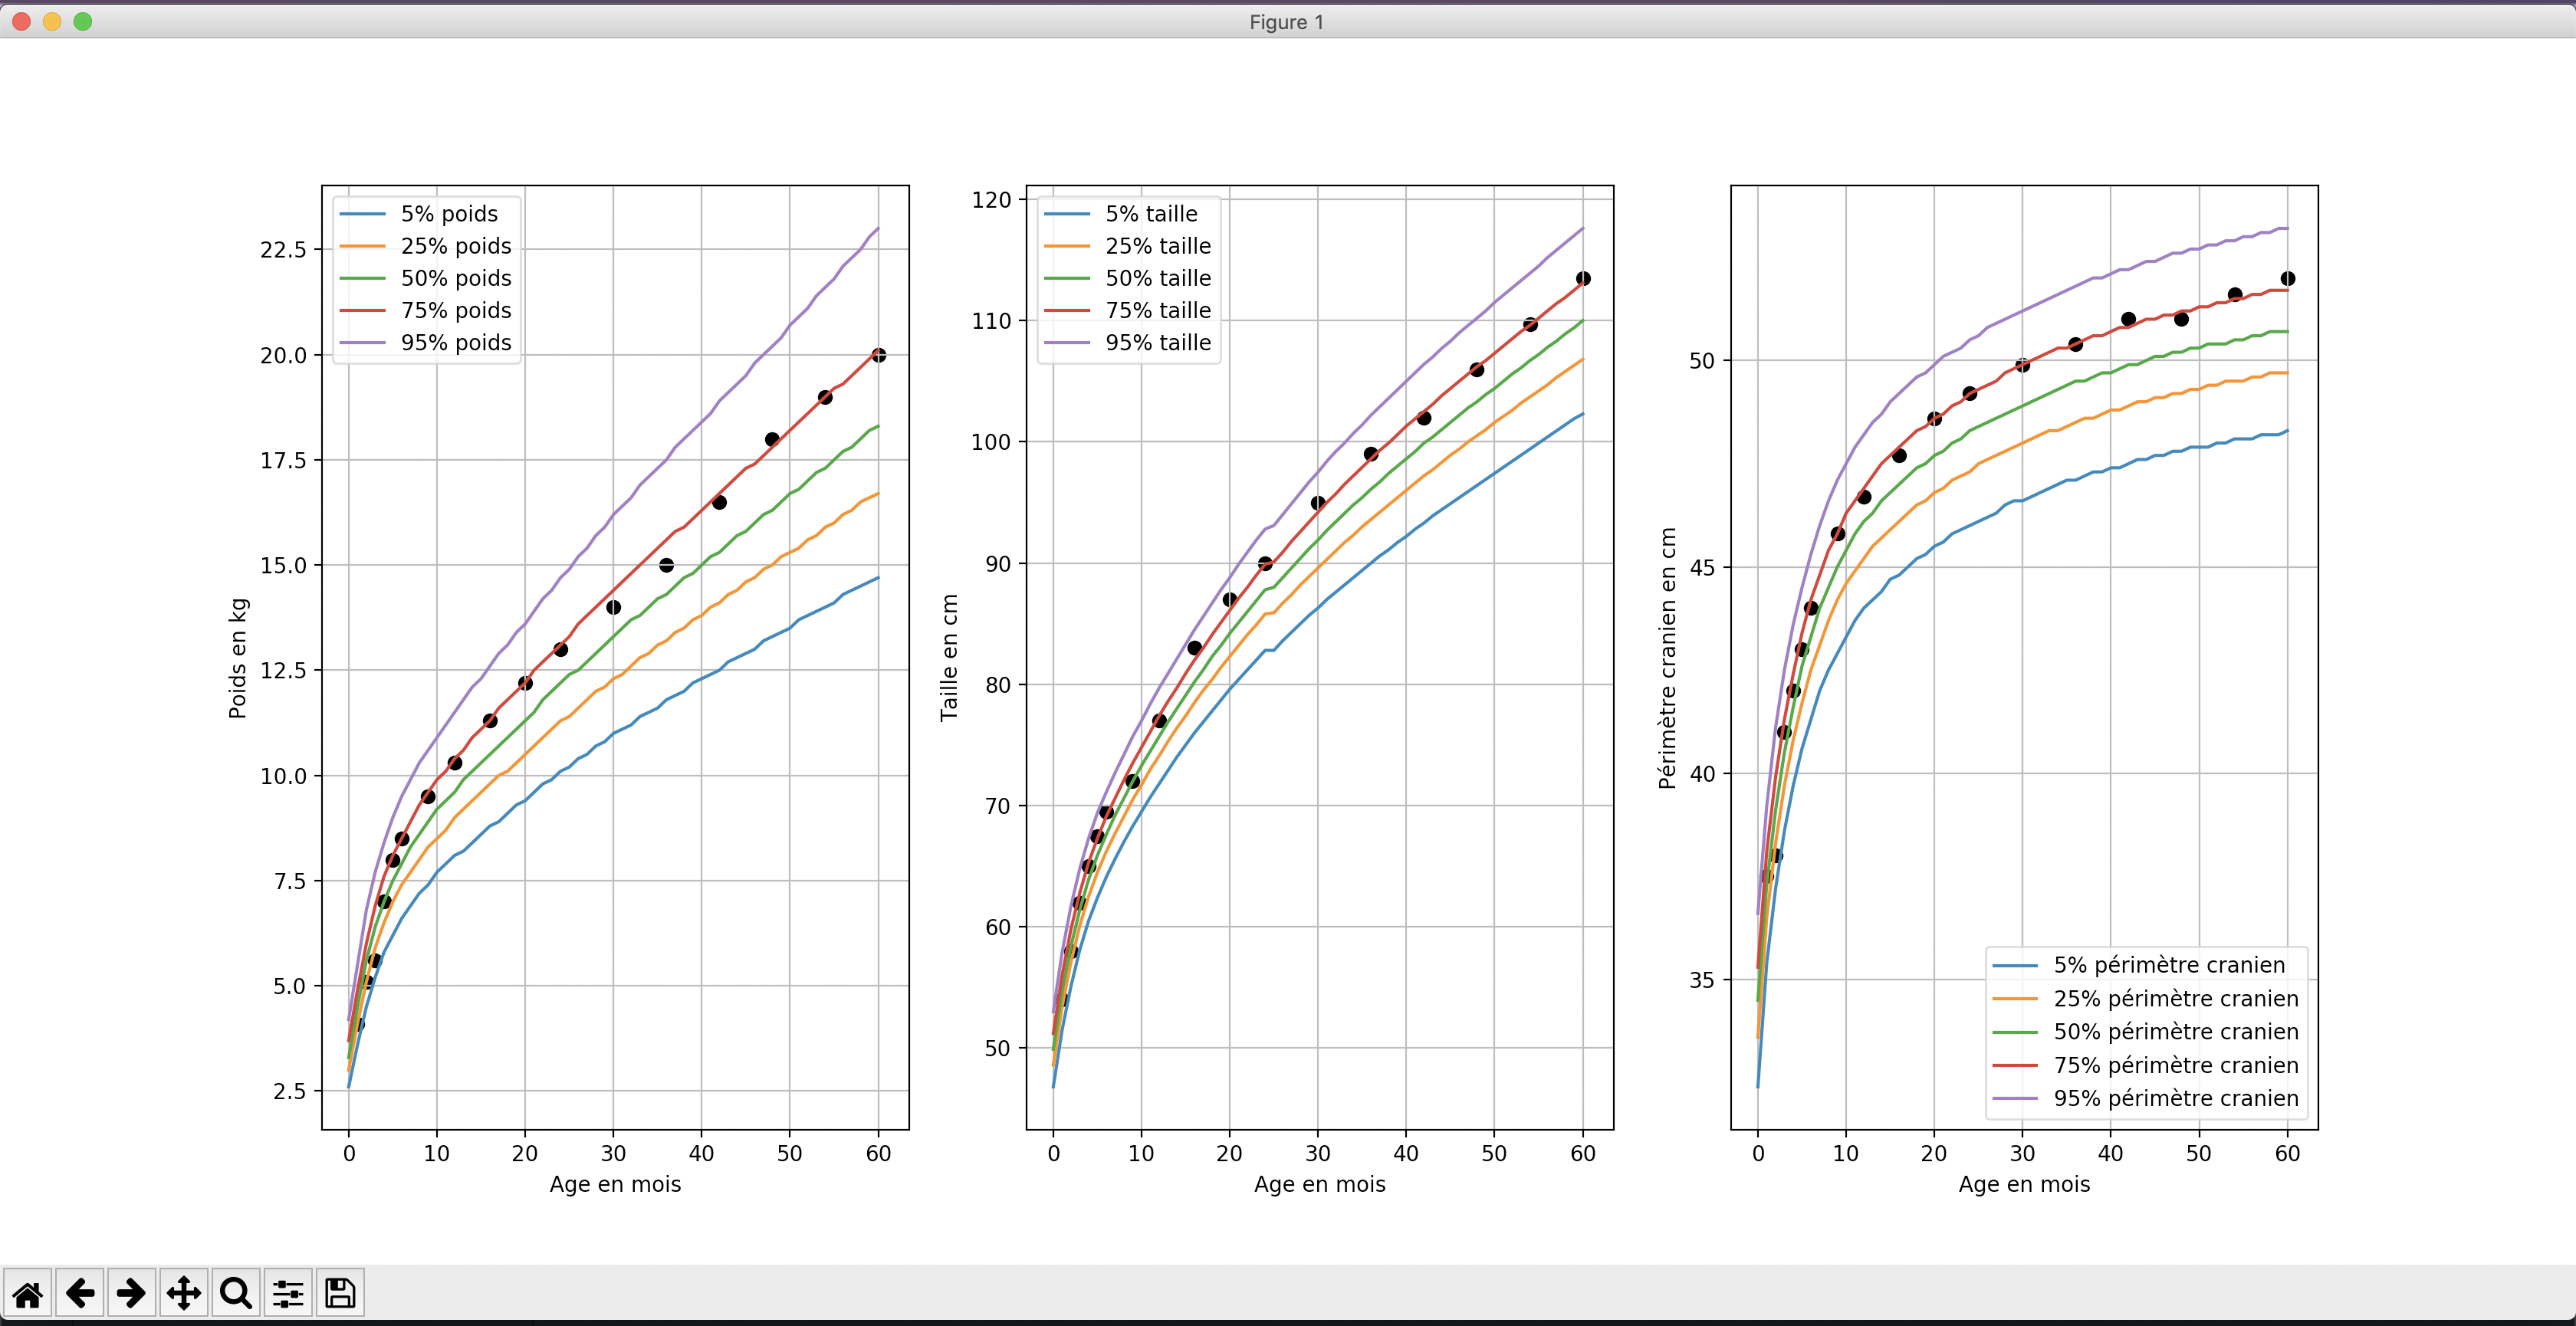 Figure 1
5% poids
25% poids
50% poids
75% poids
95% poids
22.5
20.0
17.5
15.0
12.5
10.0
7.5
5.0
2.5
Poids en kg
0 10 20 30 40 50 60
Age en mois
5% taille
25% taille
50% taille
75% taille
95% taille
120
110
100
90
80
70
60
50
Taille en cm
0 10 20 30 40 50 60
Age en mois
50
45
40
35
Périmètre cranien en cm
5% périmètre cranien
25% périmètre cranien
50% périmètre cranien
75% périmètre cranien
95% périmètre cranien
0 10 20 30 40 50 60
Age en mois